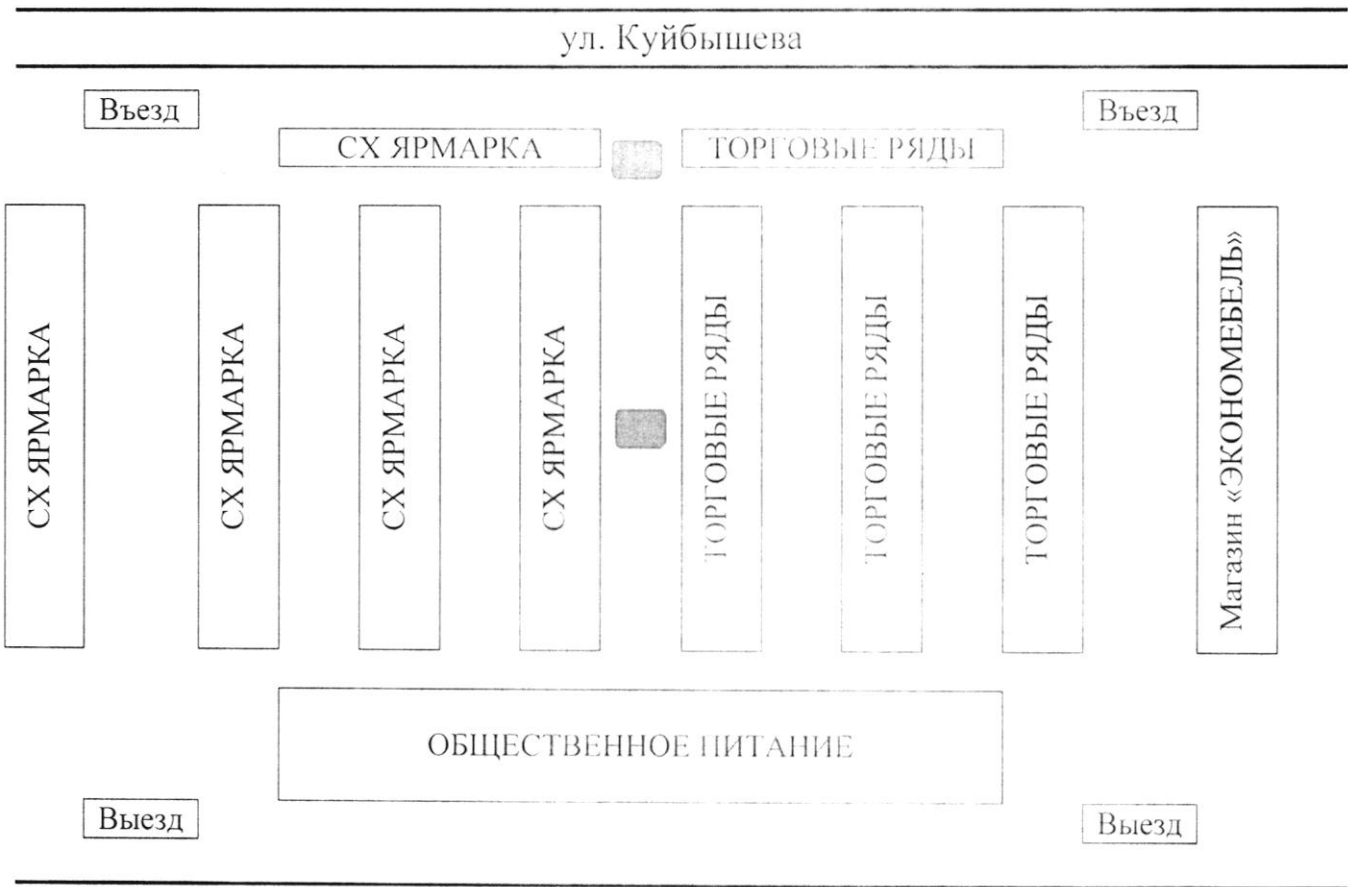 ул. Куйбышева
Въезд
Въезд
СХ ЯРМАРКА
ТОРГОВЫЕ РЯДЫ
СХ ЯРМАРКА
СХ ЯРМАРКА
СХ ЯРМАРКА
СХ ЯРМАРКА
ТОРГОВЫЕ РЯДЫ
ТОРГОВЫЕ РЯДЫ
ТОРГОВЫЕ РЯДЫ
Магазин «ЭКОНОМЕБЕЛЬ»
ОБЩЕСТВЕННОЕ ПИТАНИЕ
Выезд
Выезд